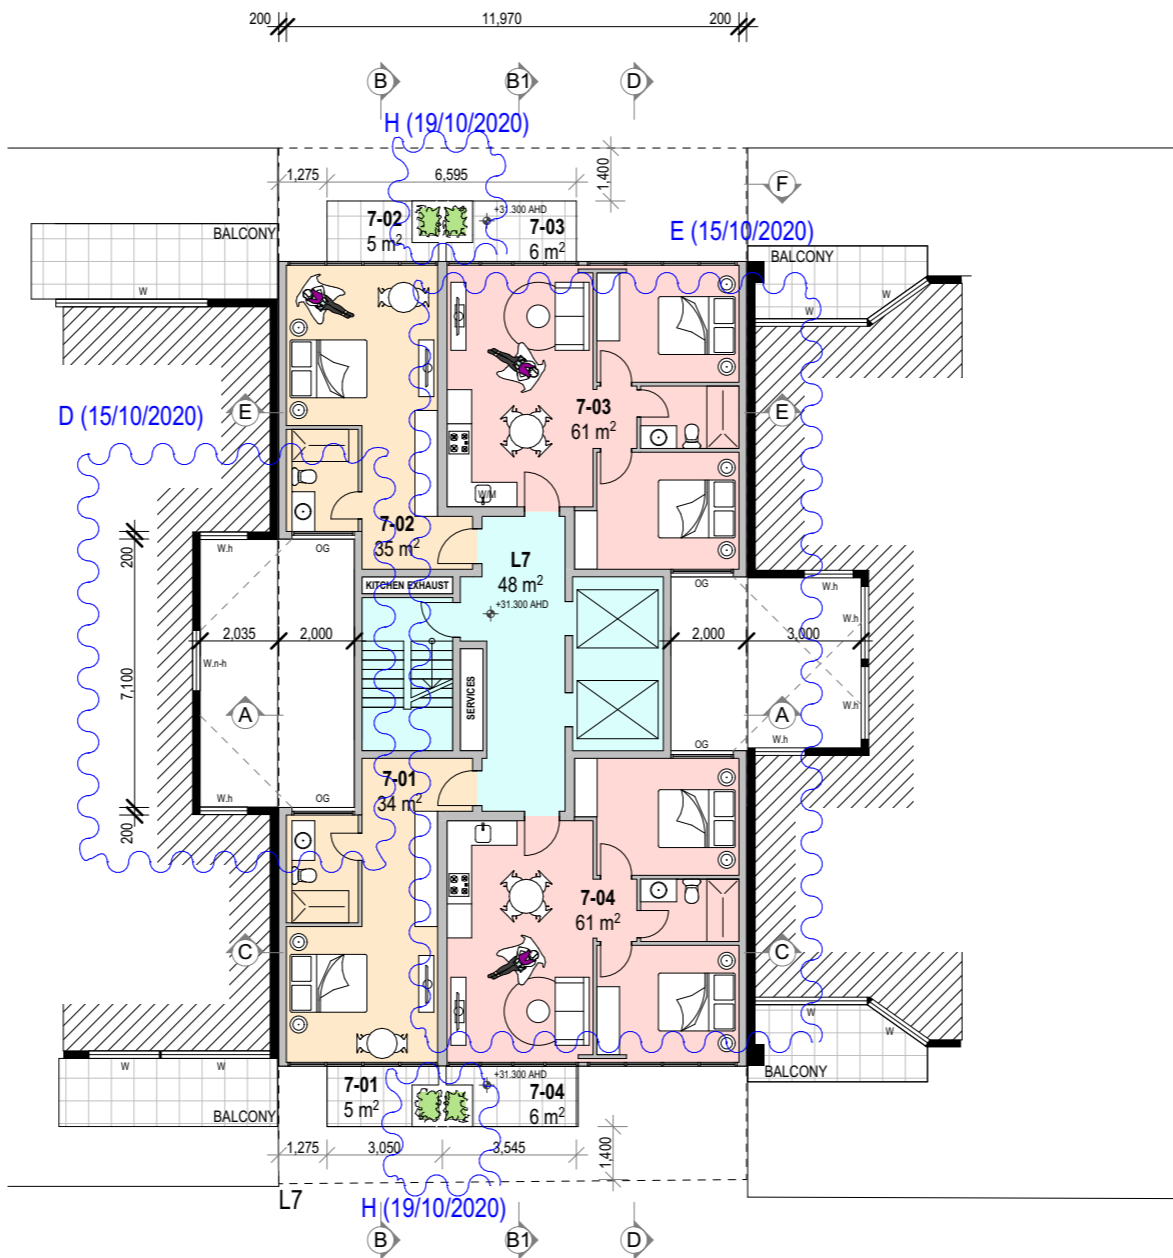 200 11,970 200
B B1 D
H (19/10/2020)
1,275 6,595 1,400
F
+31.300 AHD
7-02
5 m²
7-03
6 m²
E (15/10/2020)
BALCONY
BALCONY
W
W
W
D (15/10/2020)
E
E
7-03
61 m²
W/M
7-02
35 m²
L7
48 m²
+31.300 AHD
KITCHEN EXHAUST
SERVICES
200
W.h
OG
OG
W.h
W.h
2,035 2,000
2,000 3,000
W.n-h
7,100
A
A
W.h
OG
W.h
W.h
OG
200
7-01
34 m²
7-04
61 m²
C
C
W
W
W
W
BALCONY
BALCONY
+31.300 AHD
7-01
5 m²
7-04
6 m²
1,275 3,050 3,545 1,400
L7
H (19/10/2020)
B B1 D